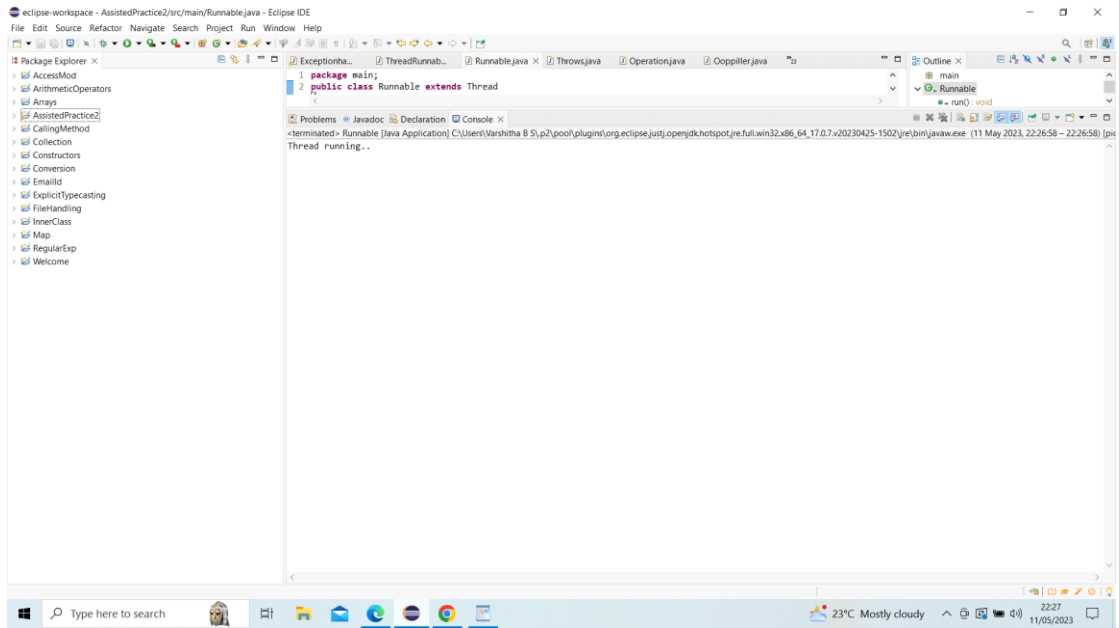 eclipse-workspace - AssistedPractice2/src/main/Runnable.java - Eclipse IDE
File Edit Source Refactor Navigate Search Project Run Window Help
Package Explorer
AccessMod
ArithmeticOperators
Arrays
AssistedPractice2
CallingMethod
Collection
Constructors
Conversion
EmailId
ExplicitTypecasting
FileHandling
InnerClass
Map
RegularExp
Welcome
Exceptionha... ThreadRunnab... Runnable.java Throws.java Operation.java Ooppiller.java
1 package main;
2 public class Runnable extends Thread
Outline
main
Runnable
run() : void
Problems Javadoc Declaration Console
<terminated> Runnable [Java Application] C:\Users\Varshitha B S\.p2\pool\plugins\org.eclipse.justj.openjdk.hotspot.jre.full.win32.x86_64_17.0.7.v20230425-1502\jre\bin\javaw.exe (11 May 2023, 22:26:58 – 22:26:58) [pic
Thread running..
Type here to search
23°C Mostly cloudy
22:27
11/05/2023